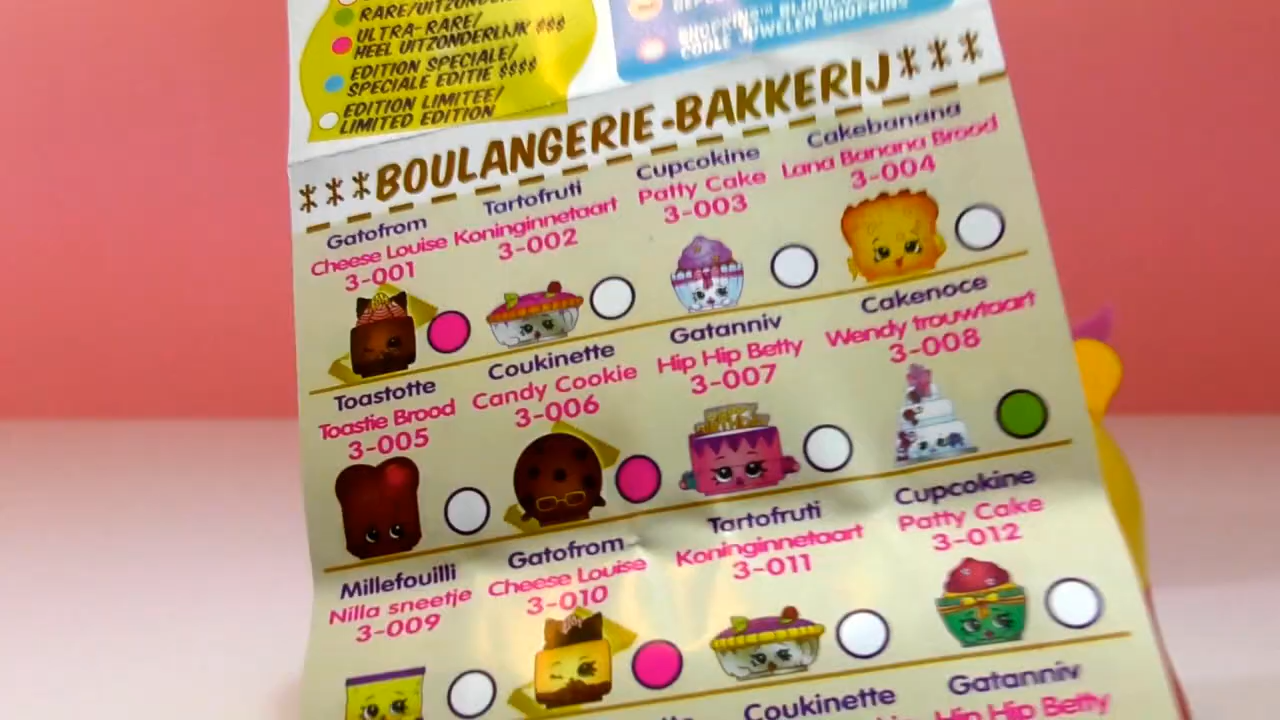 RARE/
ULTRA-RARE/
HEEL UITZONDERLIJK $$$
EDITION SPECIALE/
SPECIALE EDITIE $$$$
EDITION LIMITEE/
LIMITED EDITION
COOLE JUWELEN SHOPKINS
***BOULANGERIE-BAKKERIJ***
Gatofrom
Cheese Louise
3-001
Tartofruti
Koninginnetaart
3-002
Cupcokine
Patty Cake
3-003
Cakebanana
Lana Banana Brood
3-004
Toastotte
Toastie Brood
3-005
Coukinette
Candy Cookie
3-006
Gatanniv
Hip Hip Betty
3-007
Cakenoce
Wendy trouwtaart
3-008
Millefouilli
Nilla sneetje
3-009
Gatofrom
Cheese Louise
3-010
Tartofruti
Koninginnetaart
3-011
Cupcokine
Patty Cake
3-012
Coukinette
Gatanniv
Hip Hip Betty